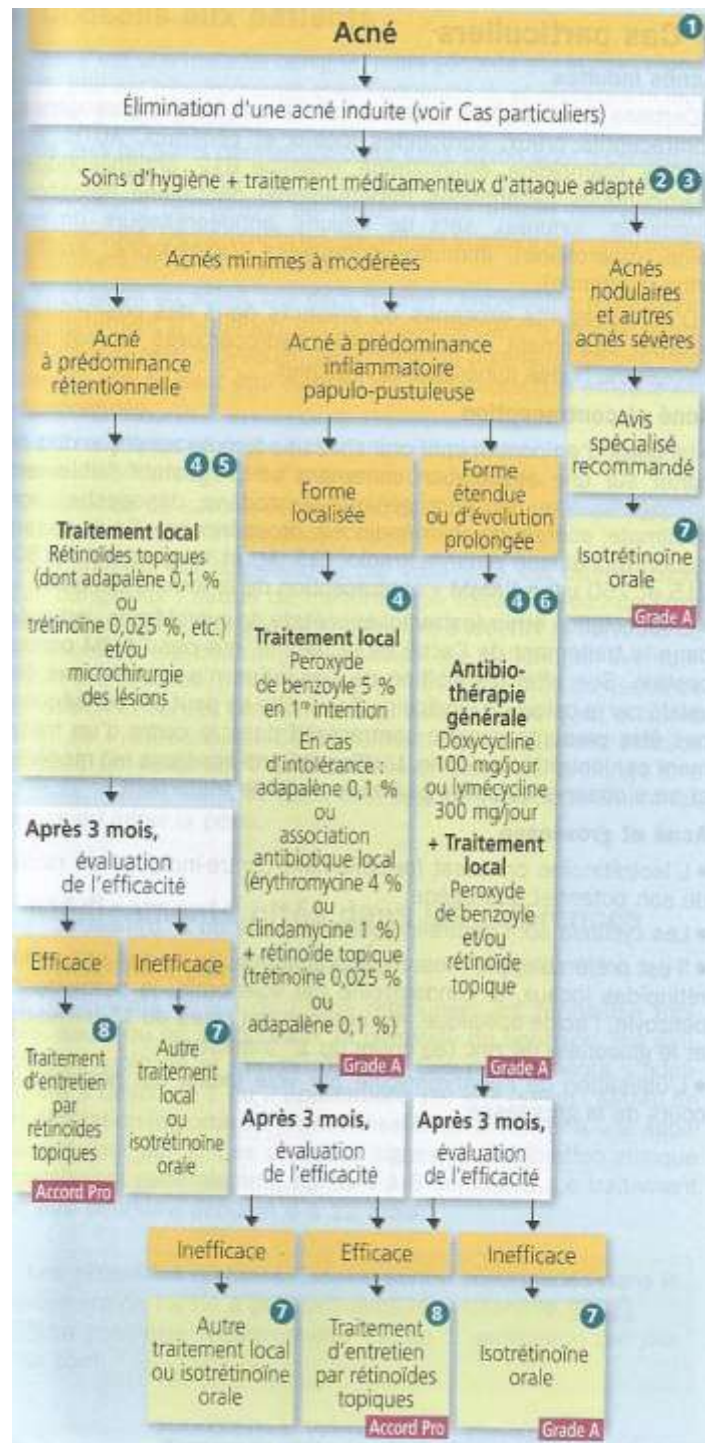 Acné 1
Élimination d'une acné induite (voir Cas particuliers)
Soins d'hygiène + traitement médicamenteux d'attaque adapté 2 3
Acnés minimes à modérées
Acnés
nodulaires
et autres
acnés sévères
Acné
à prédominance
rétentionnelle
Acné à prédominance
inflammatoire
papulo-pustuleuse
Avis
spécialisé
recommandé
Forme
localisée
Forme
étendue
ou d'évolution
prolongée
7
Isotrétinoïne
orale
Grade A
4 5
Traitement local
Rétinoïdes topiques
(dont adapalène 0,1 %
ou
trétinoïne 0,025 %, etc.)
et/ou
microchirurgie
des lésions
4
Traitement local
Peroxyde
de benzoyle 5 %
en 1re intention
En cas
d'intolérance :
adapalène 0,1 %
ou
association
antibiotique local
(érythromycine 4 %
ou
clindamycine 1 %)
+ rétinoïde topique
(trétinoïne 0,025 %
ou
adapalène 0,1 %)
Grade A
4 6
Antibio-
thérapie
générale
Doxycycline
100 mg/jour
ou lymécycline
300 mg/jour
+ Traitement
local
Peroxyde
de benzoyle
et/ou
rétinoïde
topique
Grade A
Après 3 mois,
évaluation
de l'efficacité
Efficace
Inefficace
8
Traitement
d'entretien
par
rétinoïdes
topiques
Accord Pro
7
Autre
traitement
local
ou
isotrétinoïne
orale
Après 3 mois,
évaluation
de l'efficacité
Après 3 mois,
évaluation
de l'efficacité
Inefficace
Efficace
Inefficace
7
Autre
traitement local
ou isotrétinoïne
orale
8
Traitement
d'entretien
par rétinoïdes
topiques
Accord Pro
7
Isotrétinoïne
orale
Grade A